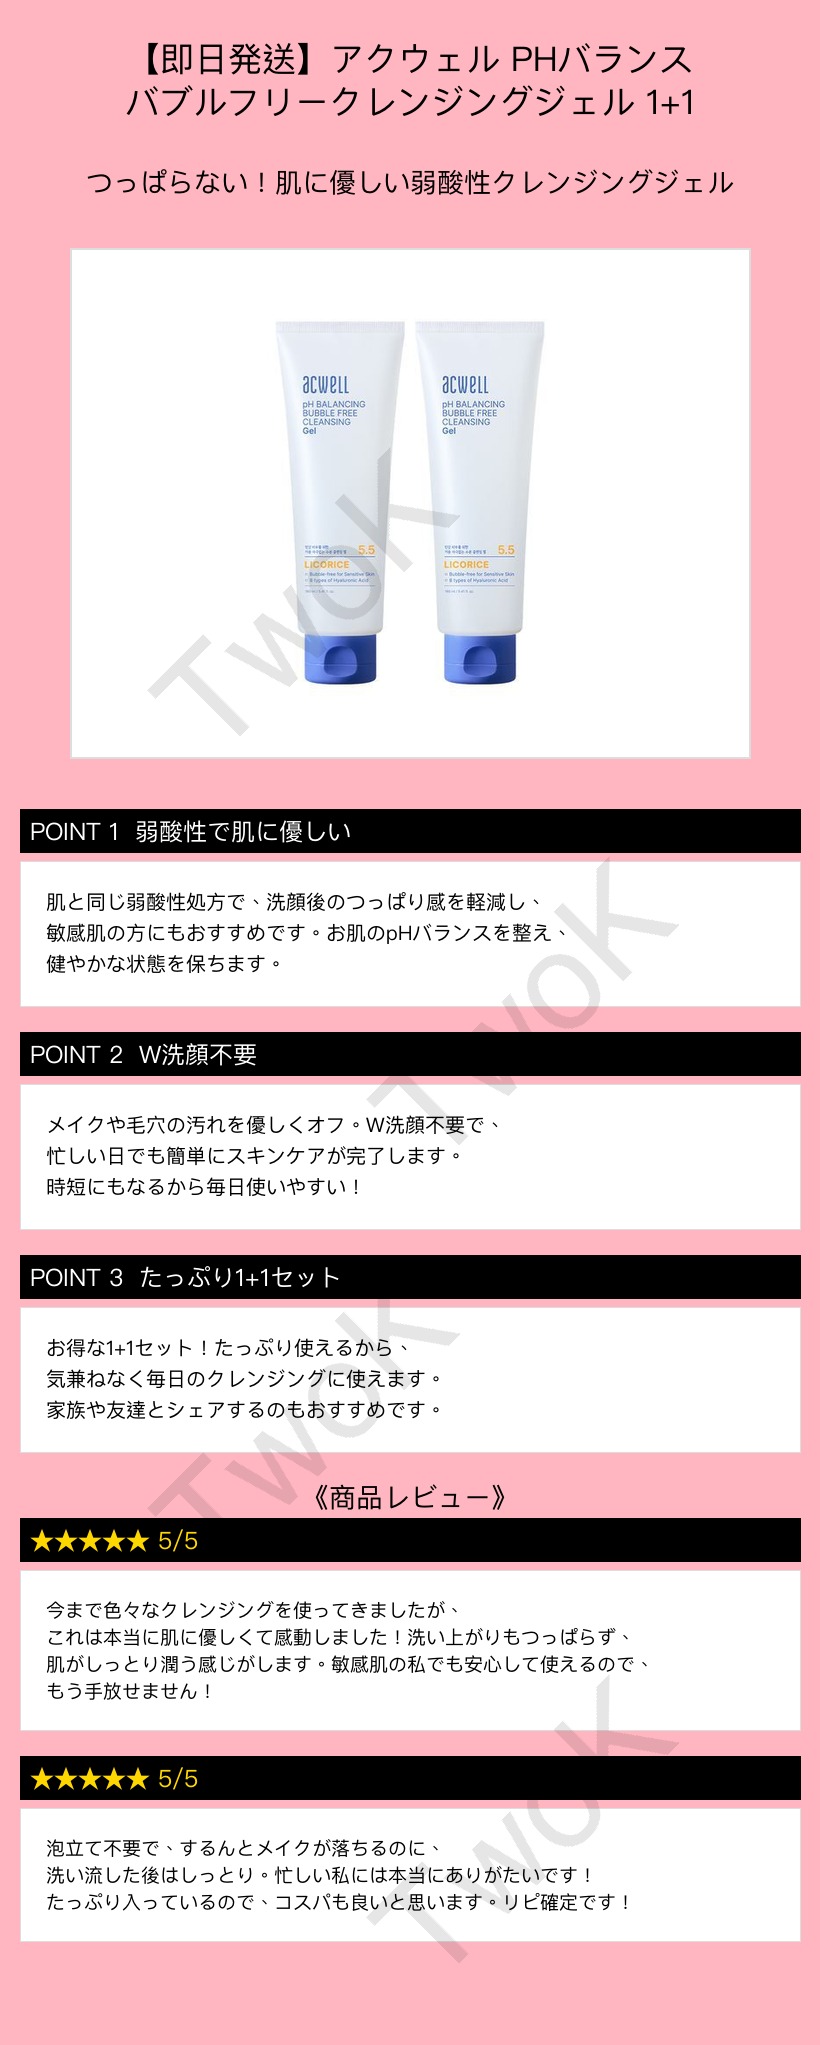 【即日発送】アクウェル PHバランス
バブルフリークレンジングジェル 1+1
つっぱらない！肌に優しい弱酸性クレンジングジェル
acwell
pH BALANCING
BUBBLE FREE
CLEANSING
Gel
5.5
LICORICE
Bubble-free for Sensitive Skin
8 types of Hyaluronic Acid
acwell
pH BALANCING
BUBBLE FREE
CLEANSING
Gel
5.5
LICORICE
Bubble-free for Sensitive Skin
8 types of Hyaluronic Acid
TwoK
POINT 1 弱酸性で肌に優しい
肌と同じ弱酸性処方で、洗顔後のつっぱり感を軽減し、
敏感肌の方にもおすすめです。お肌のpHバランスを整え、
健やかな状態を保ちます。
TwoK
POINT 2 W洗顔不要
メイクや毛穴の汚れを優しくオフ。W洗顔不要で、
忙しい日でも簡単にスキンケアが完了します。
時短にもなるから毎日使いやすい！
POINT 3 たっぷり1+1セット
お得な1+1セット！たっぷり使えるから、
気兼ねなく毎日のクレンジングに使えます。
家族や友達とシェアするのもおすすめです。
TwoK
《商品レビュー》
★★★★★ 5/5
今まで色々なクレンジングを使ってきましたが、
これは本当に肌に優しくて感動しました！洗い上がりもつっぱらず、
肌がしっとり潤う感じがします。敏感肌の私でも安心して使えるので、
もう手放せません！
★★★★★ 5/5
泡立て不要で、するんとメイクが落ちるのに、
洗い流した後はしっとり。忙しい私には本当にありがたいです！
たっぷり入っているので、コスパも良いと思います。リピ確定です！
TwoK